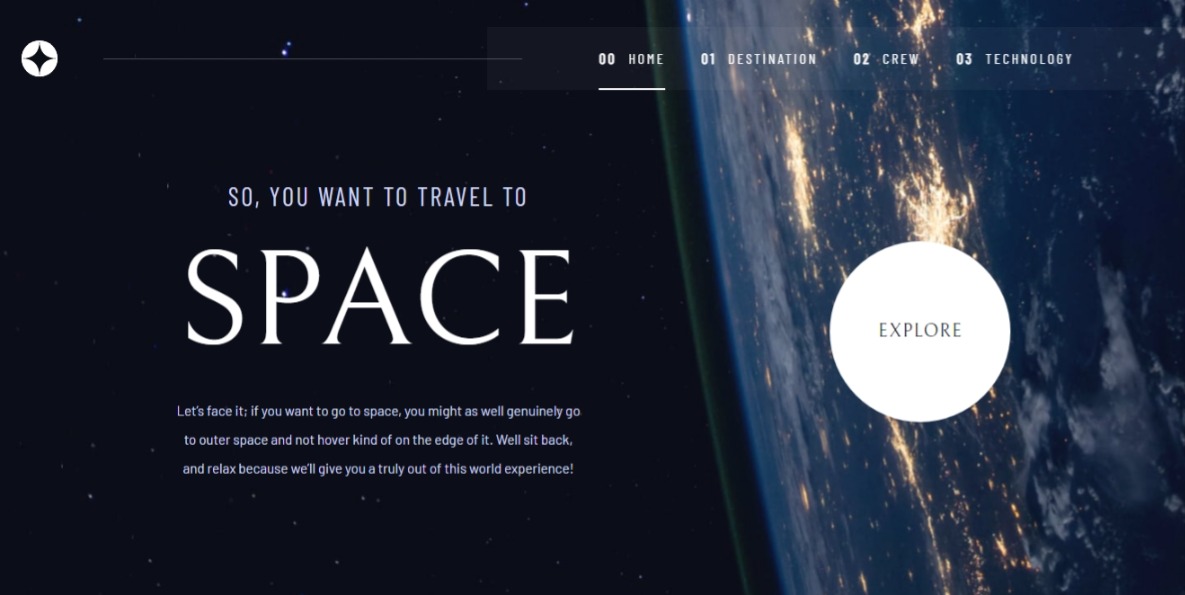 00 HOME 01 DESTINATION 02 CREW 03 TECHNOLOGY
SO, YOU WANT TO TRAVEL TO
SPACE
Let's face it; if you want to go to space, you might as well genuinely go
to outer space and not hover kind of on the edge of it. Well sit back,
and relax because we'll give you a truly out of this world experience!
EXPLORE